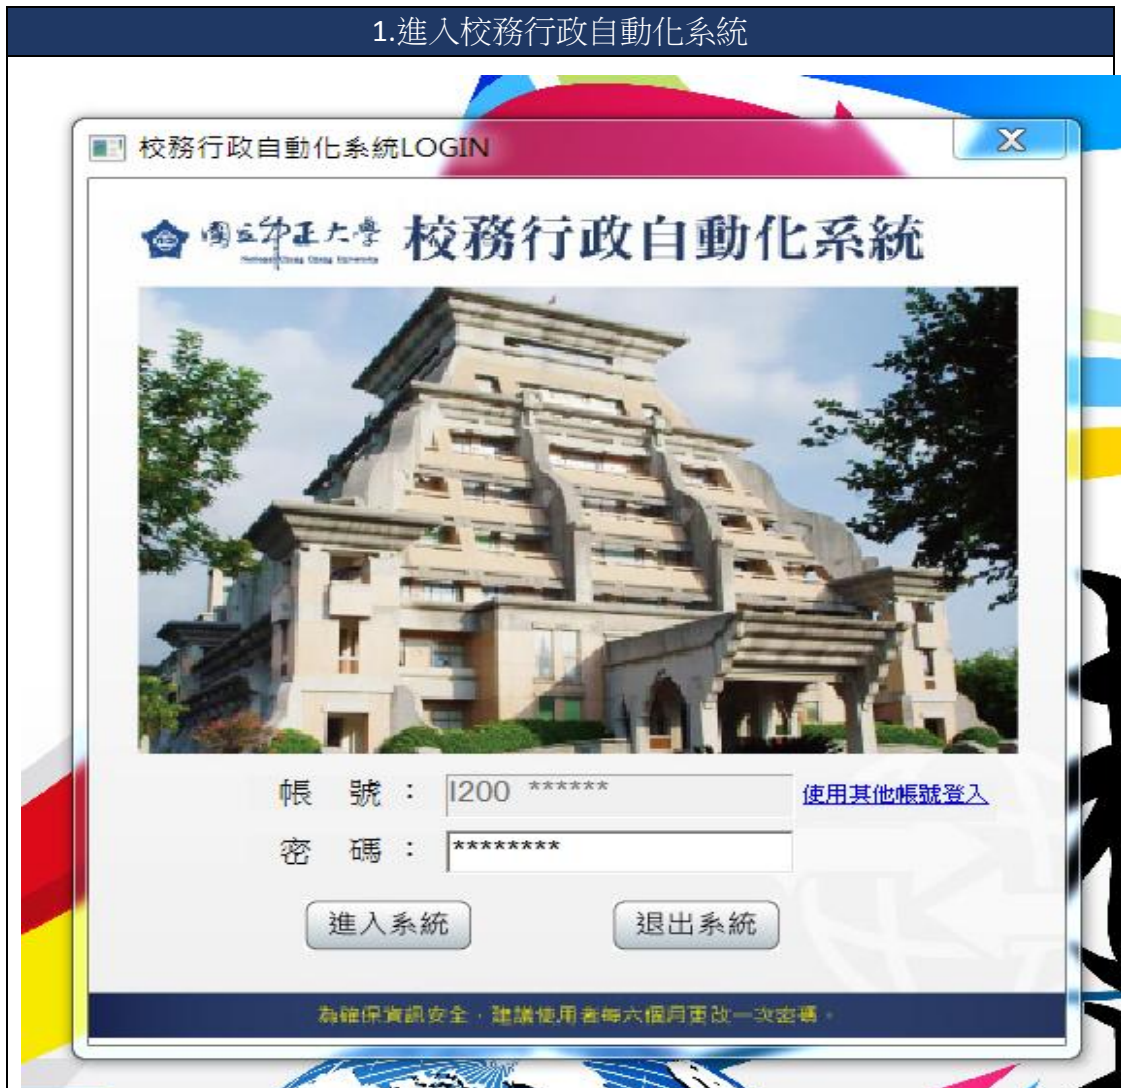 1.進入校務行政自動化系統
校務行政自動化系統LOGIN
X
國立中正大學 校務行政自動化系統
National Chung Cheng University
帳 號： I200 ****** 使用其他帳號登入
密 碼： ********
進入系統 退出系統
為確保資訊安全，建議使用者每六個月更改一次密碼。